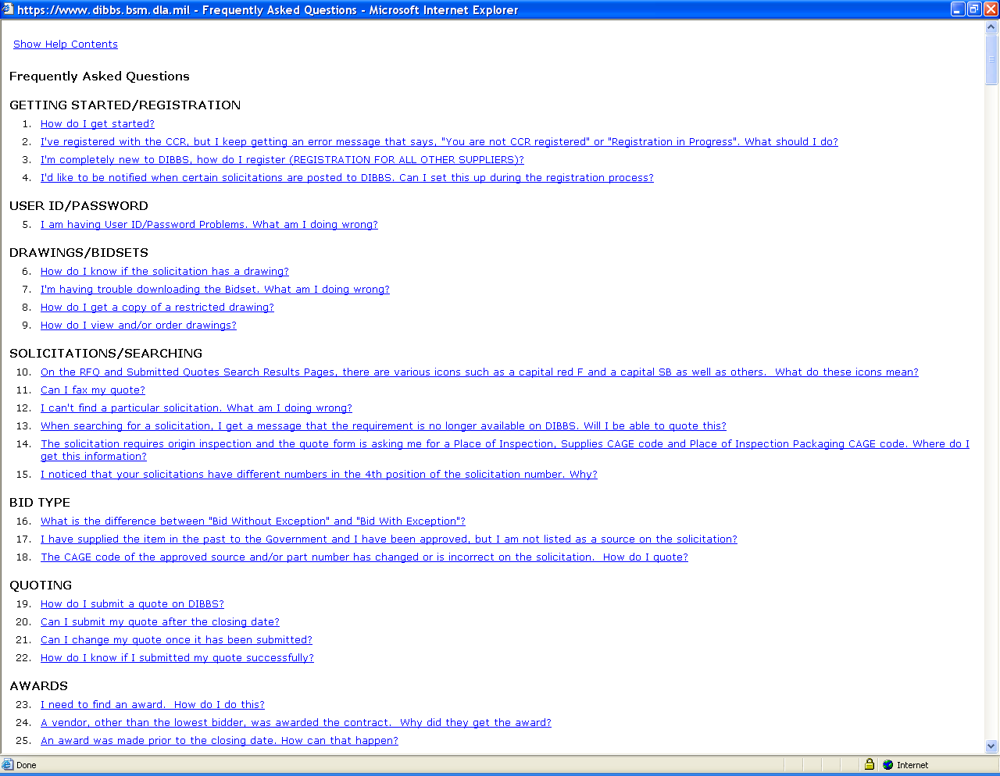 https://www.dibbs.bsm.dla.mil - Frequently Asked Questions - Microsoft Internet Explorer
Show Help Contents
Frequently Asked Questions
GETTING STARTED/REGISTRATION
1. How do I get started?
2. I've registered with the CCR, but I keep getting an error message that says, "You are not CCR registered" or "Registration in Progress". What should I do?
3. I'm completely new to DIBBS, how do I register (REGISTRATION FOR ALL OTHER SUPPLIERS)?
4. I'd like to be notified when certain solicitations are posted to DIBBS. Can I set this up during the registration process?
USER ID/PASSWORD
5. I am having User ID/Password Problems. What am I doing wrong?
DRAWINGS/BIDSETS
6. How do I know if the solicitation has a drawing?
7. I'm having trouble downloading the Bidset. What am I doing wrong?
8. How do I get a copy of a restricted drawing?
9. How do I view and/or order drawings?
SOLICITATIONS/SEARCHING
10. On the RFQ and Submitted Quotes Search Results Pages, there are various icons such as a capital red F and a capital SB as well as others.  What do these icons mean?
11. Can I fax my quote?
12. I can't find a particular solicitation. What am I doing wrong?
13. When searching for a solicitation, I get a message that the requirement is no longer available on DIBBS. Will I be able to quote this?
14. The solicitation requires origin inspection and the quote form is asking me for a Place of Inspection, Supplies CAGE code and Place of Inspection Packaging CAGE code. Where do I
get this information?
15. I noticed that your solicitations have different numbers in the 4th position of the solicitation number. Why?
BID TYPE
16. What is the difference between "Bid Without Exception" and "Bid With Exception"?
17. I have supplied the item in the past to the Government and I have been approved, but I am not listed as a source on the solicitation?
18. The CAGE code of the approved source and/or part number has changed or is incorrect on the solicitation.  How do I quote?
QUOTING
19. How do I submit a quote on DIBBS?
20. Can I submit my quote after the closing date?
21. Can I change my quote once it has been submitted?
22. How do I know if I submitted my quote successfully?
AWARDS
23. I need to find an award.  How do I do this?
24. A vendor, other than the lowest bidder, was awarded the contract.  Why did they get the award?
25. An award was made prior to the closing date. How can that happen?
Done
Internet